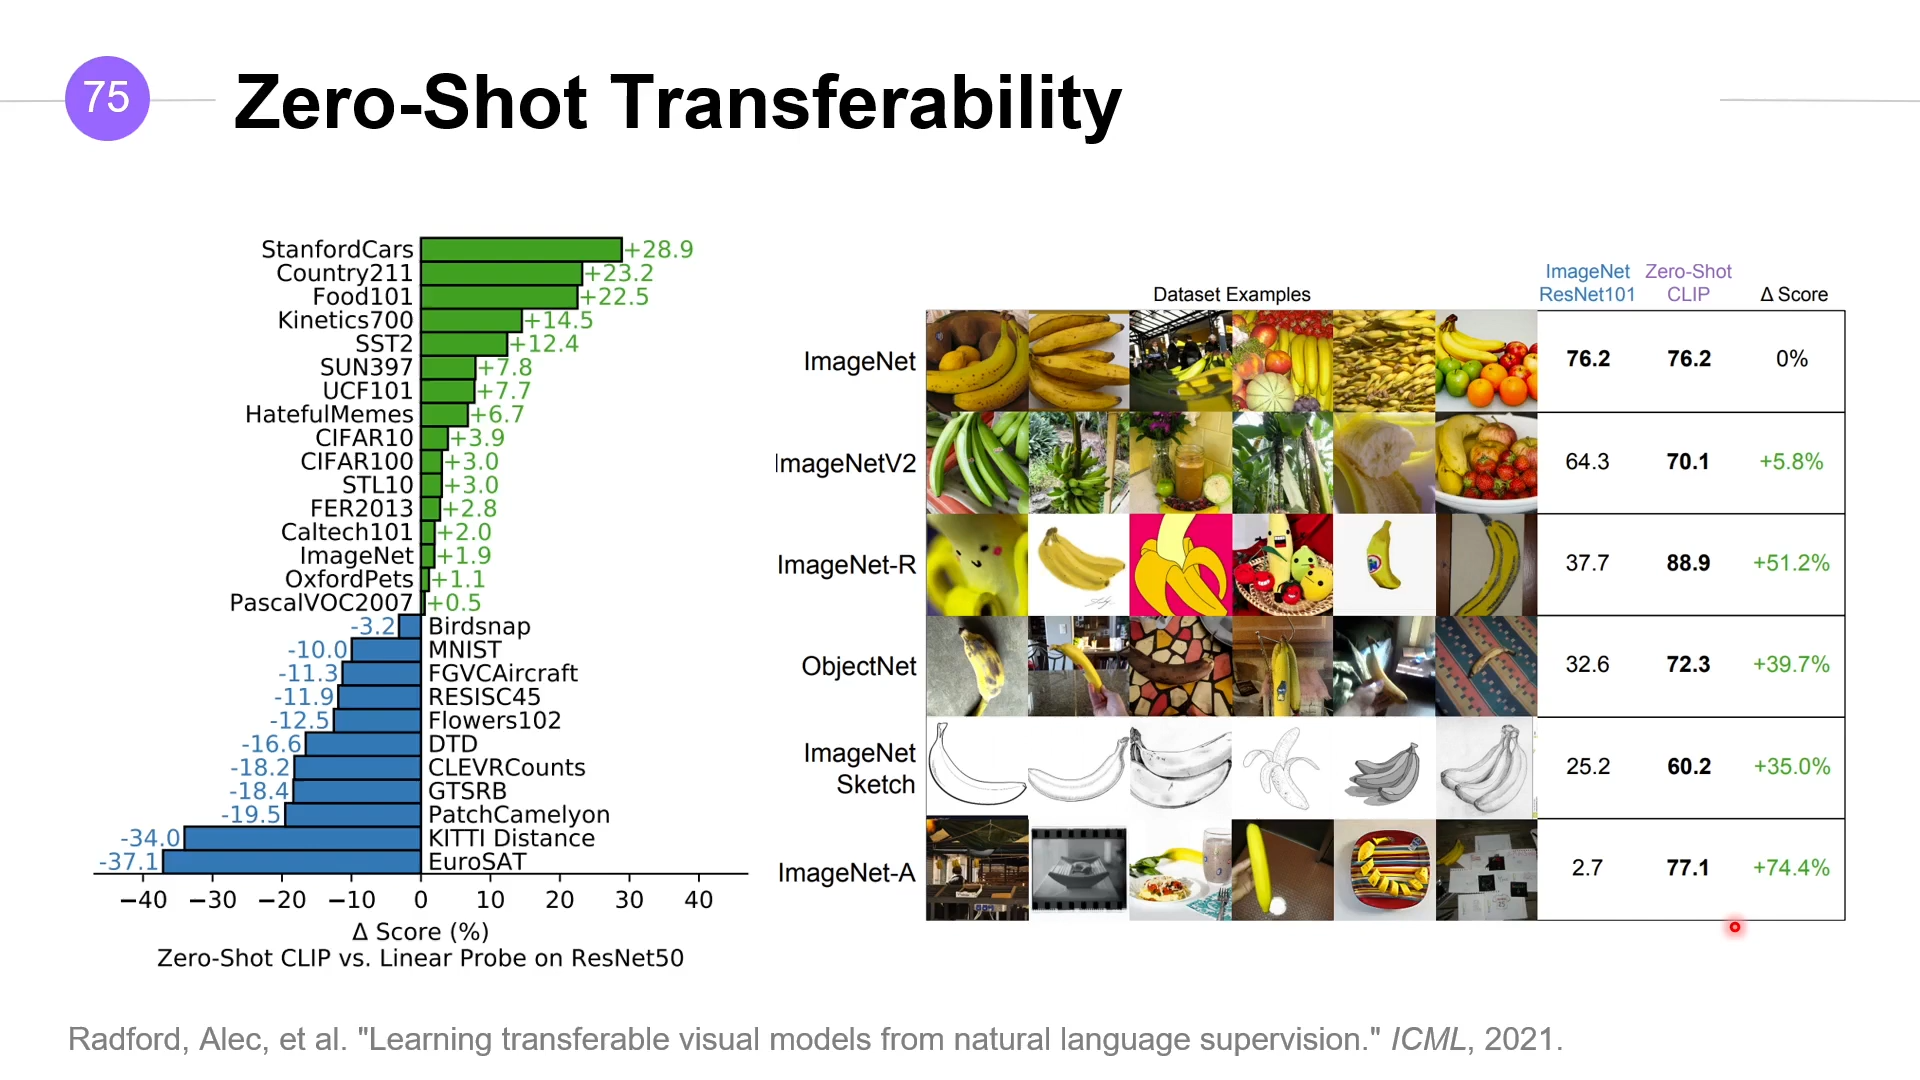 75
Zero-Shot Transferability
StanfordCars +28.9
Country211 +23.2
Food101 +22.5
Kinetics700 +14.5
SST2 +12.4
SUN397 +7.8
UCF101 +7.7
HatefulMemes +6.7
CIFAR10 +3.9
CIFAR100 +3.0
STL10 +3.0
FER2013 +2.8
Caltech101 +2.0
ImageNet +1.9
OxfordPets +1.1
PascalVOC2007 +0.5
-3.2 Birdsnap
-10.0 MNIST
-11.3 FGVCAircraft
-11.9 RESISC45
-12.5 Flowers102
-16.6 DTD
-18.2 CLEVRCounts
-18.4 GTSRB
-19.5 PatchCamelyon
-34.0 KITTI Distance
-37.1 EuroSAT
−40 −30 −20 −10 0 10 20 30 40
Δ Score (%)
Zero-Shot CLIP vs. Linear Probe on ResNet50
ImageNet Zero-Shot
Dataset Examples ResNet101 CLIP Δ Score
ImageNet 76.2 76.2 0%
ImageNetV2 64.3 70.1 +5.8%
ImageNet-R 37.7 88.9 +51.2%
ObjectNet 32.6 72.3 +39.7%
ImageNet
Sketch 25.2 60.2 +35.0%
ImageNet-A 2.7 77.1 +74.4%
Radford, Alec, et al. "Learning transferable visual models from natural language supervision." ICML, 2021.